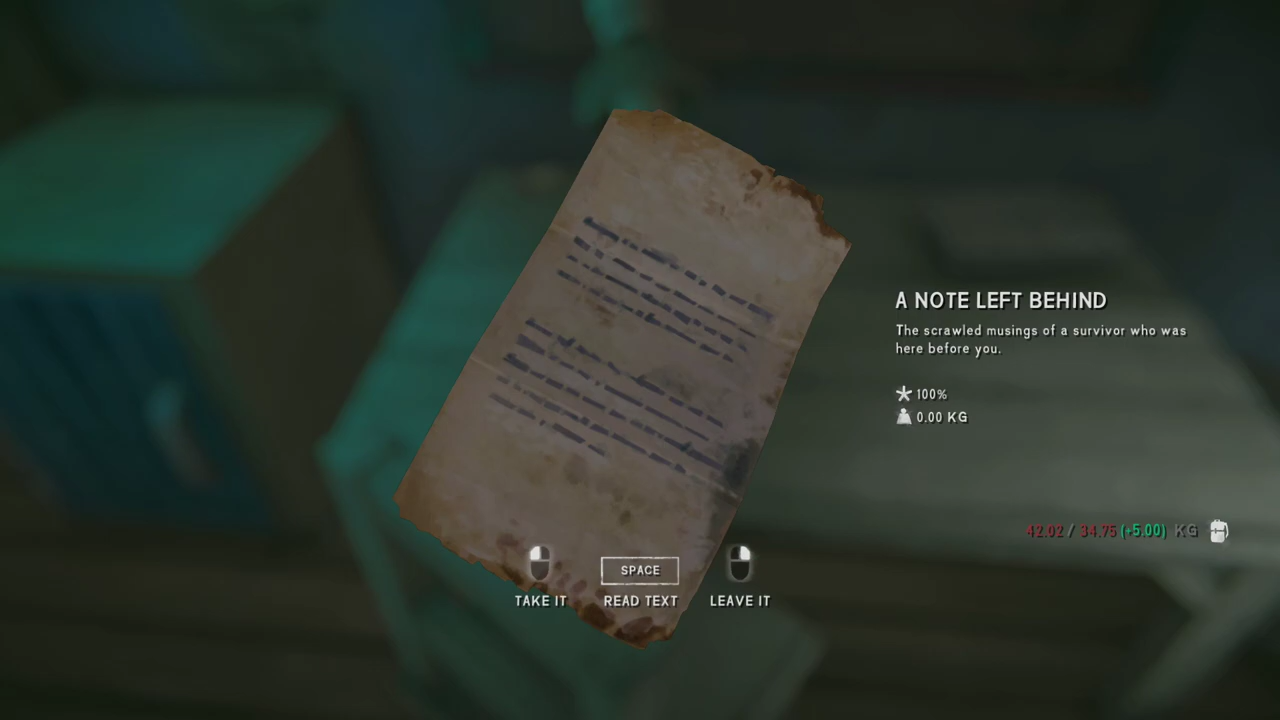 A NOTE LEFT BEHIND
The scrawled musings of a survivor who was
here before you.
100%
0.00 KG
42.02 / 34.75 (+5.00) KG
SPACE
TAKE IT READ TEXT LEAVE IT